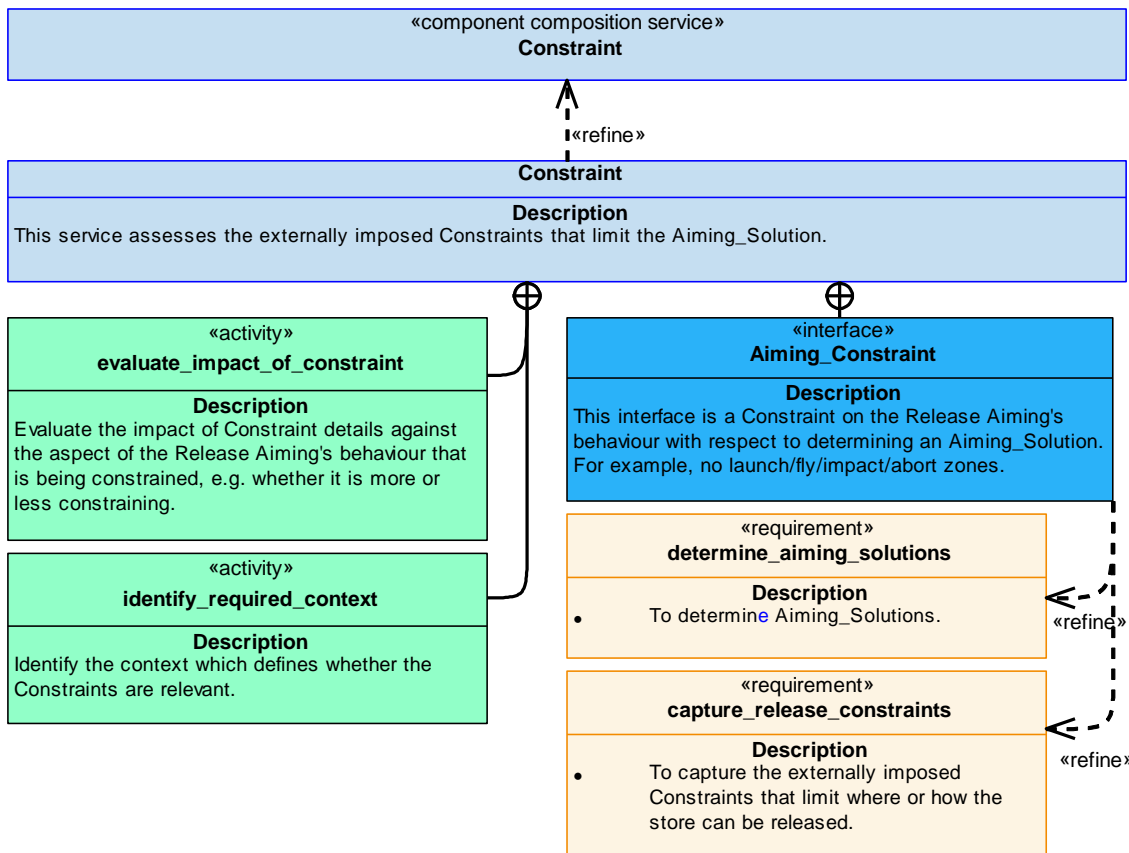 «component composition service»
Constraint
«refine»
Constraint
Description
This service assesses the externally imposed Constraints that limit the Aiming_Solution.
«activity»
evaluate_impact_of_constraint
Description
Evaluate the impact of Constraint details against
the aspect of the Release Aiming's behaviour that
is being constrained, e.g. whether it is more or
less constraining.
«activity»
identify_required_context
Description
Identify the context which defines whether the
Constraints are relevant.
«interface»
Aiming_Constraint
Description
This interface is a Constraint on the Release Aiming's
behaviour with respect to determining an Aiming_Solution.
For example, no launch/fly/impact/abort zones.
«requirement»
determine_aiming_solutions
Description
• To determine Aiming_Solutions.
«refine»
«requirement»
capture_release_constraints
Description
• To capture the externally imposed
Constraints that limit where or how the
store can be released.
«refine»